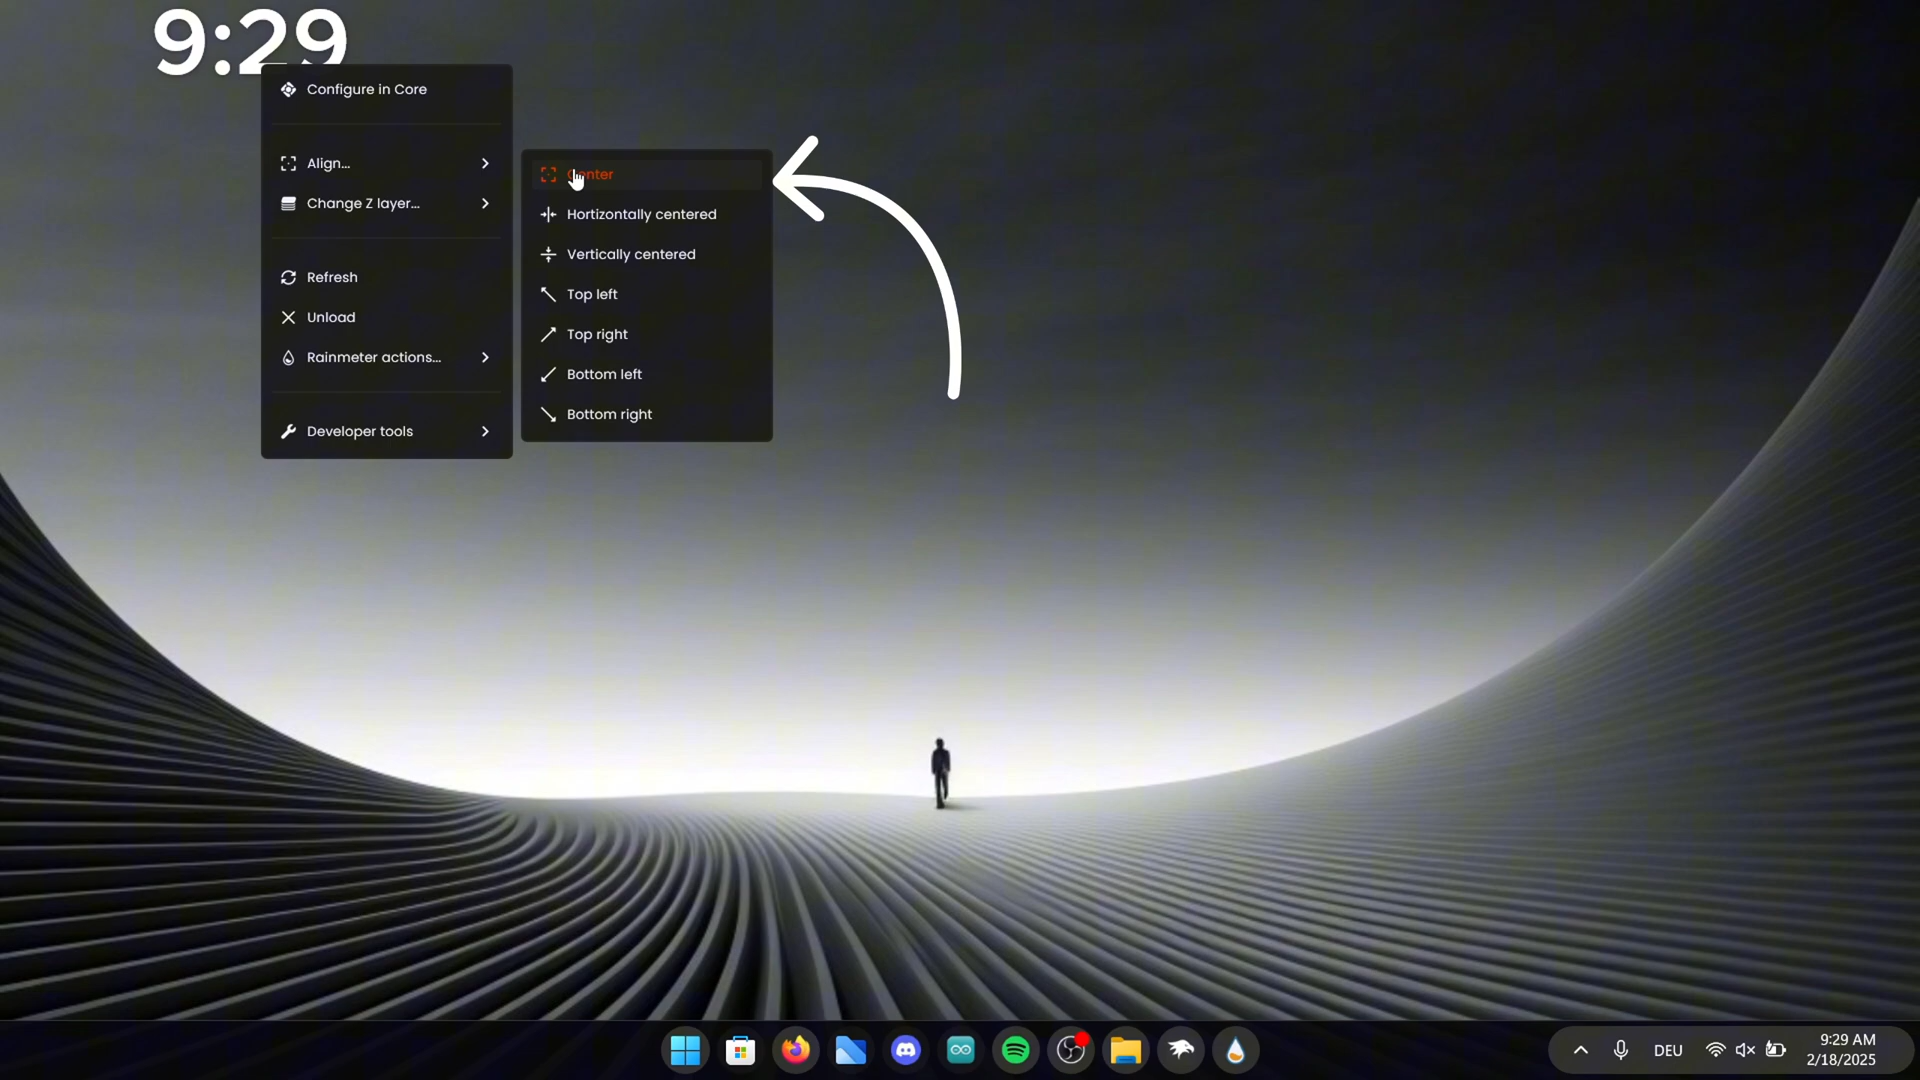 9:29
Configure in Core
Align...
Change Z layer...
Refresh
Unload
Rainmeter actions...
Developer tools
Hortizontally centered
Vertically centered
Top left
Top right
Bottom left
Bottom right
DEU
9:29 AM
2/18/2025